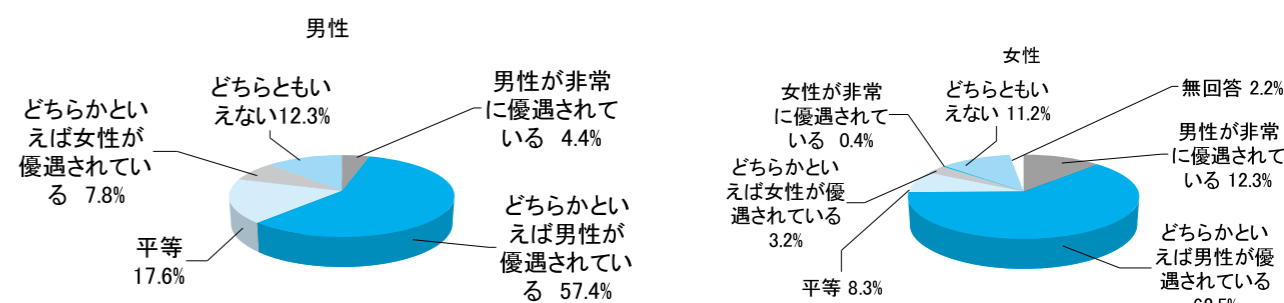 男性
どちらともい
えない12.3%
男性が非常
に優遇されて
いる 4.4%
どちらかとい
えば女性が
優遇されてい
る 7.8%
どちらかとい
えば男性が
優遇されてい
る 57.4%
平等
17.6%
女性
無回答 2.2%
どちらともい
えない 11.2%
女性が非常
に優遇されて
いる 0.4%
男性が非常
に優遇されて
いる 12.3%
どちらかとい
えば女性が優
遇されている
3.2%
どちらかとい
えば男性が優
遇されている
平等 8.3%